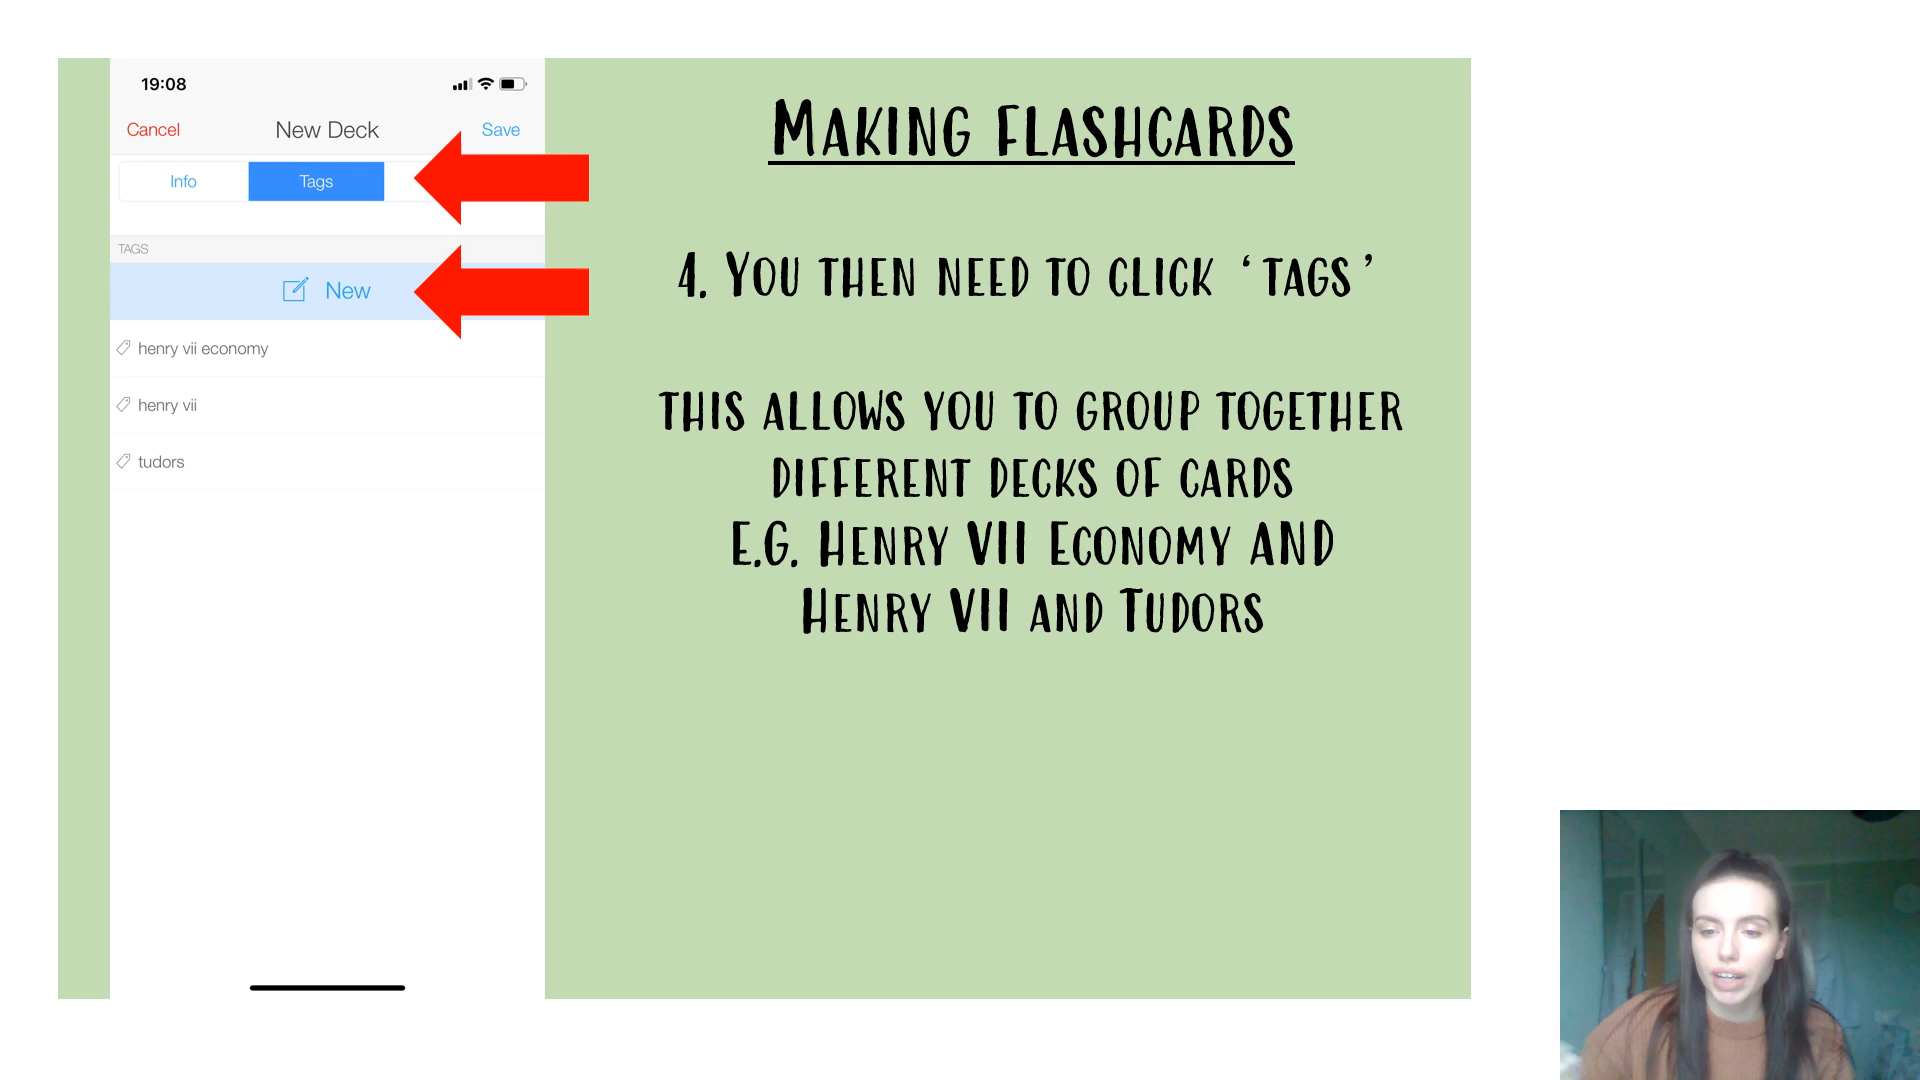 19:08
Cancel New Deck Save
Info Tags
TAGS
New
henry vii economy
henry vii
tudors
Making flashcards
4. You then need to click ‘tags’
this allows you to group together
different decks of cards
e.g. Henry VII Economy AND
Henry VII and Tudors